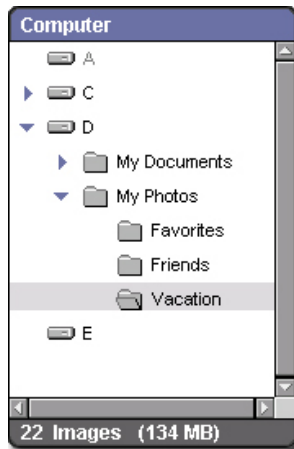 Computer
A
C
D
My Documents
My Photos
Favorites
Friends
Vacation
E
22 Images (134 MB)